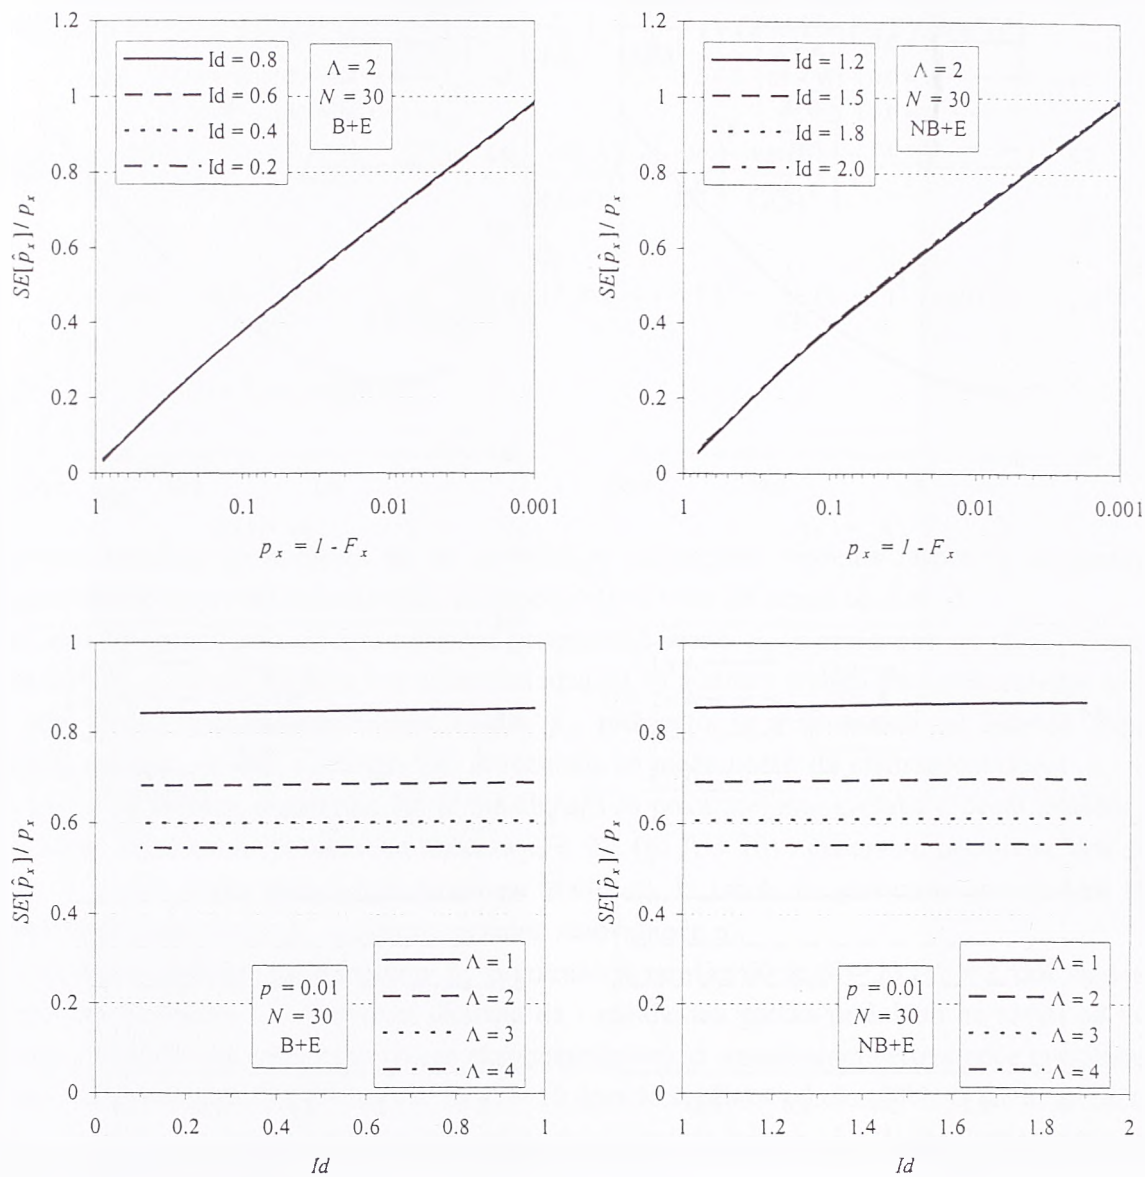 1.2
1
0.8
0.6
0.4
0.2
0
SE[p̂ₓ]/ pₓ
Id = 0.8
Id = 0.6
Id = 0.4
Id = 0.2
Λ = 2
N = 30
B+E
1
0.1
0.01
0.001
pₓ = 1 - Fₓ
1.2
1
0.8
0.6
0.4
0.2
0
SE[p̂ₓ]/ pₓ
Id = 1.2
Id = 1.5
Id = 1.8
Id = 2.0
Λ = 2
N = 30
NB+E
1
0.1
0.01
0.001
pₓ = 1 - Fₓ
1
0.8
0.6
0.4
0.2
0
SE[p̂ₓ]/ pₓ
p = 0.01
N = 30
B+E
Λ = 1
Λ = 2
Λ = 3
Λ = 4
0
0.2
0.4
0.6
0.8
1
Id
1
0.8
0.6
0.4
0.2
0
SE[p̂ₓ]/ pₓ
p = 0.01
N = 30
NB+E
Λ = 1
Λ = 2
Λ = 3
Λ = 4
1
1.2
1.4
1.6
1.8
2
Id